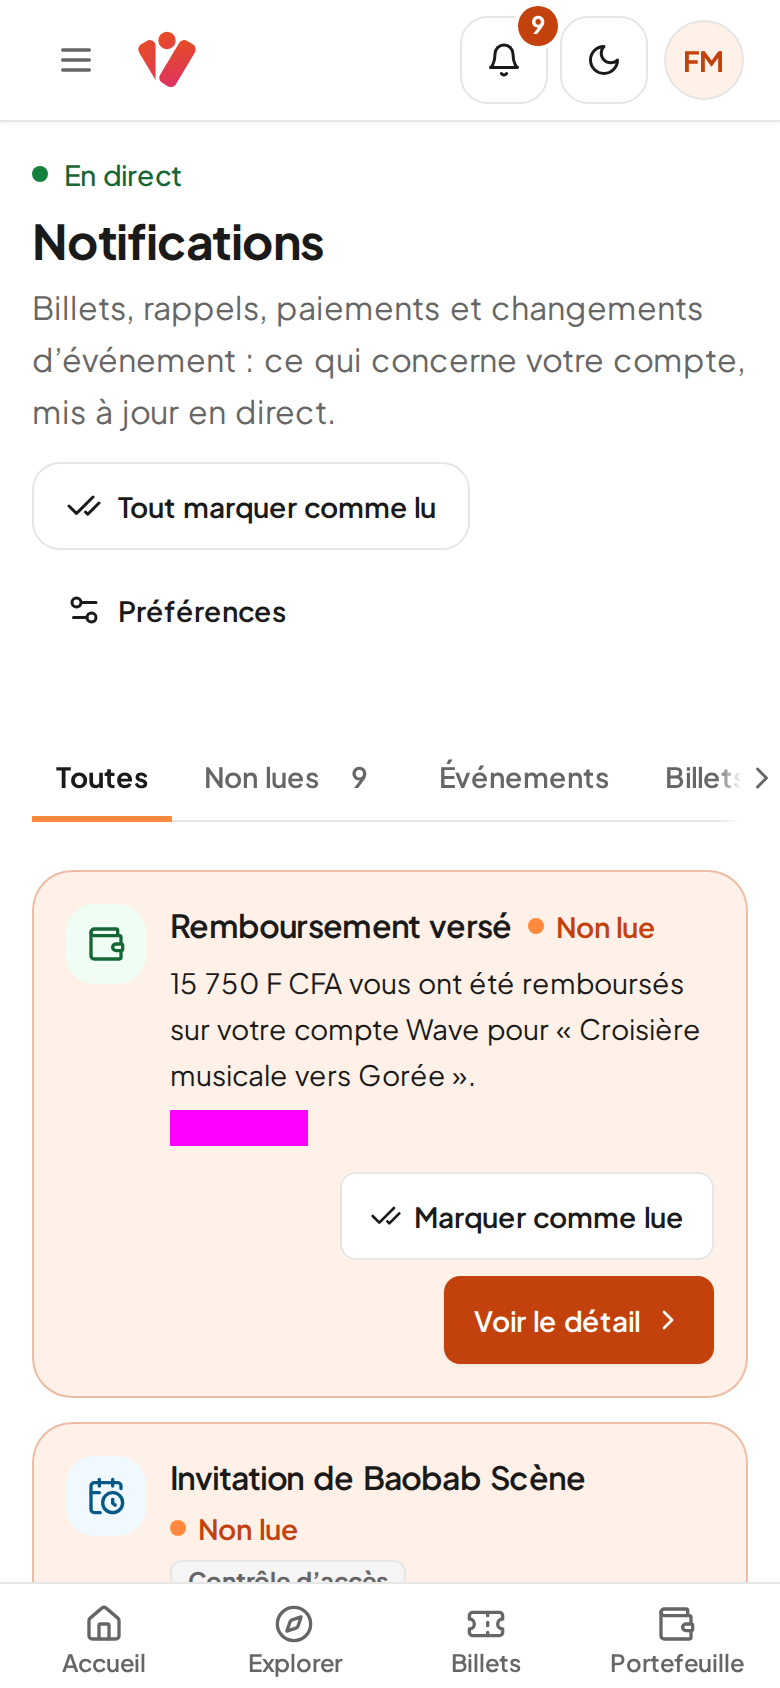 9
FM
En direct
Notifications
Billets, rappels, paiements et changements
d’événement : ce qui concerne votre compte,
mis à jour en direct.
Tout marquer comme lu
Préférences
Toutes Non lues 9 Événements Billets
Remboursement versé Non lue
15 750 F CFA vous ont été remboursés
sur votre compte Wave pour « Croisière
musicale vers Gorée ».
Marquer comme lue
Voir le détail
Invitation de Baobab Scène
Non lue
Contrôle d’accès
Accueil Explorer Billets Portefeuille